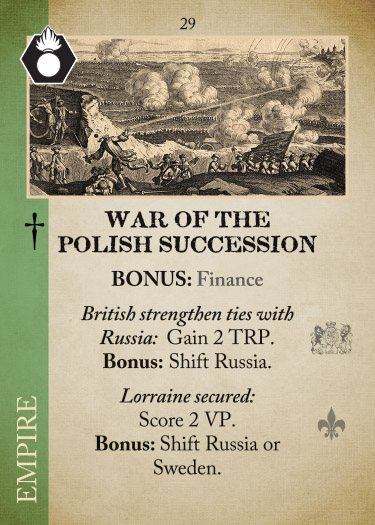 29
WAR OF THE
POLISH SUCCESSION
BONUS: Finance
British strengthen ties with
Russia: Gain 2 TRP.
Bonus: Shift Russia.
Lorraine secured:
Score 2 VP.
Bonus: Shift Russia or
Sweden.
EMPIRE